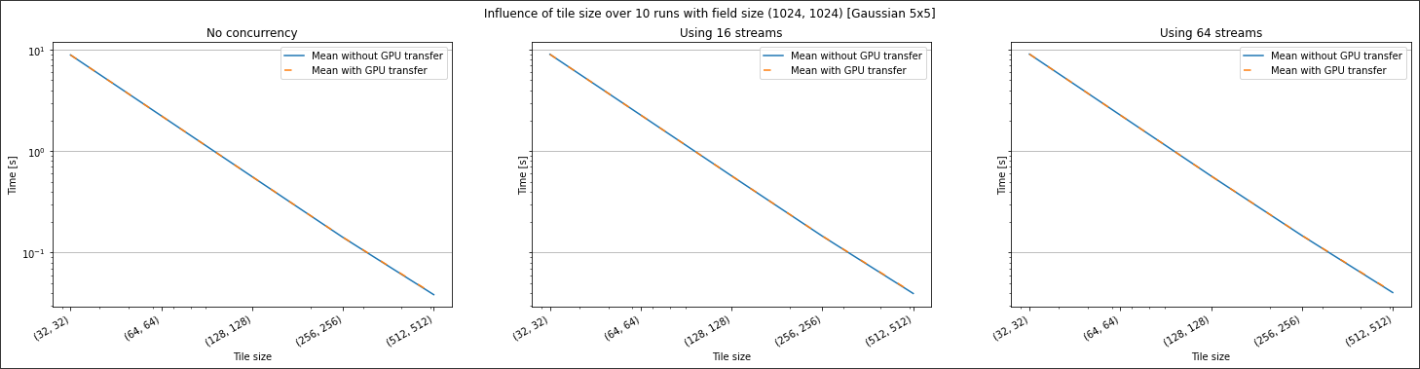 Influence of tile size over 10 runs with field size (1024, 1024) [Gaussian 5x5]
No concurrency
Mean without GPU transfer
Mean with GPU transfer
10^1
10^0
10^-1
Time [s]
(32, 32)
(64, 64)
(128, 128)
(256, 256)
(512, 512)
Tile size
Using 16 streams
Mean without GPU transfer
Mean with GPU transfer
Time [s]
(32, 32)
(64, 64)
(128, 128)
(256, 256)
(512, 512)
Tile size
Using 64 streams
Mean without GPU transfer
Mean with GPU transfer
Time [s]
(32, 32)
(64, 64)
(128, 128)
(256, 256)
(512, 512)
Tile size